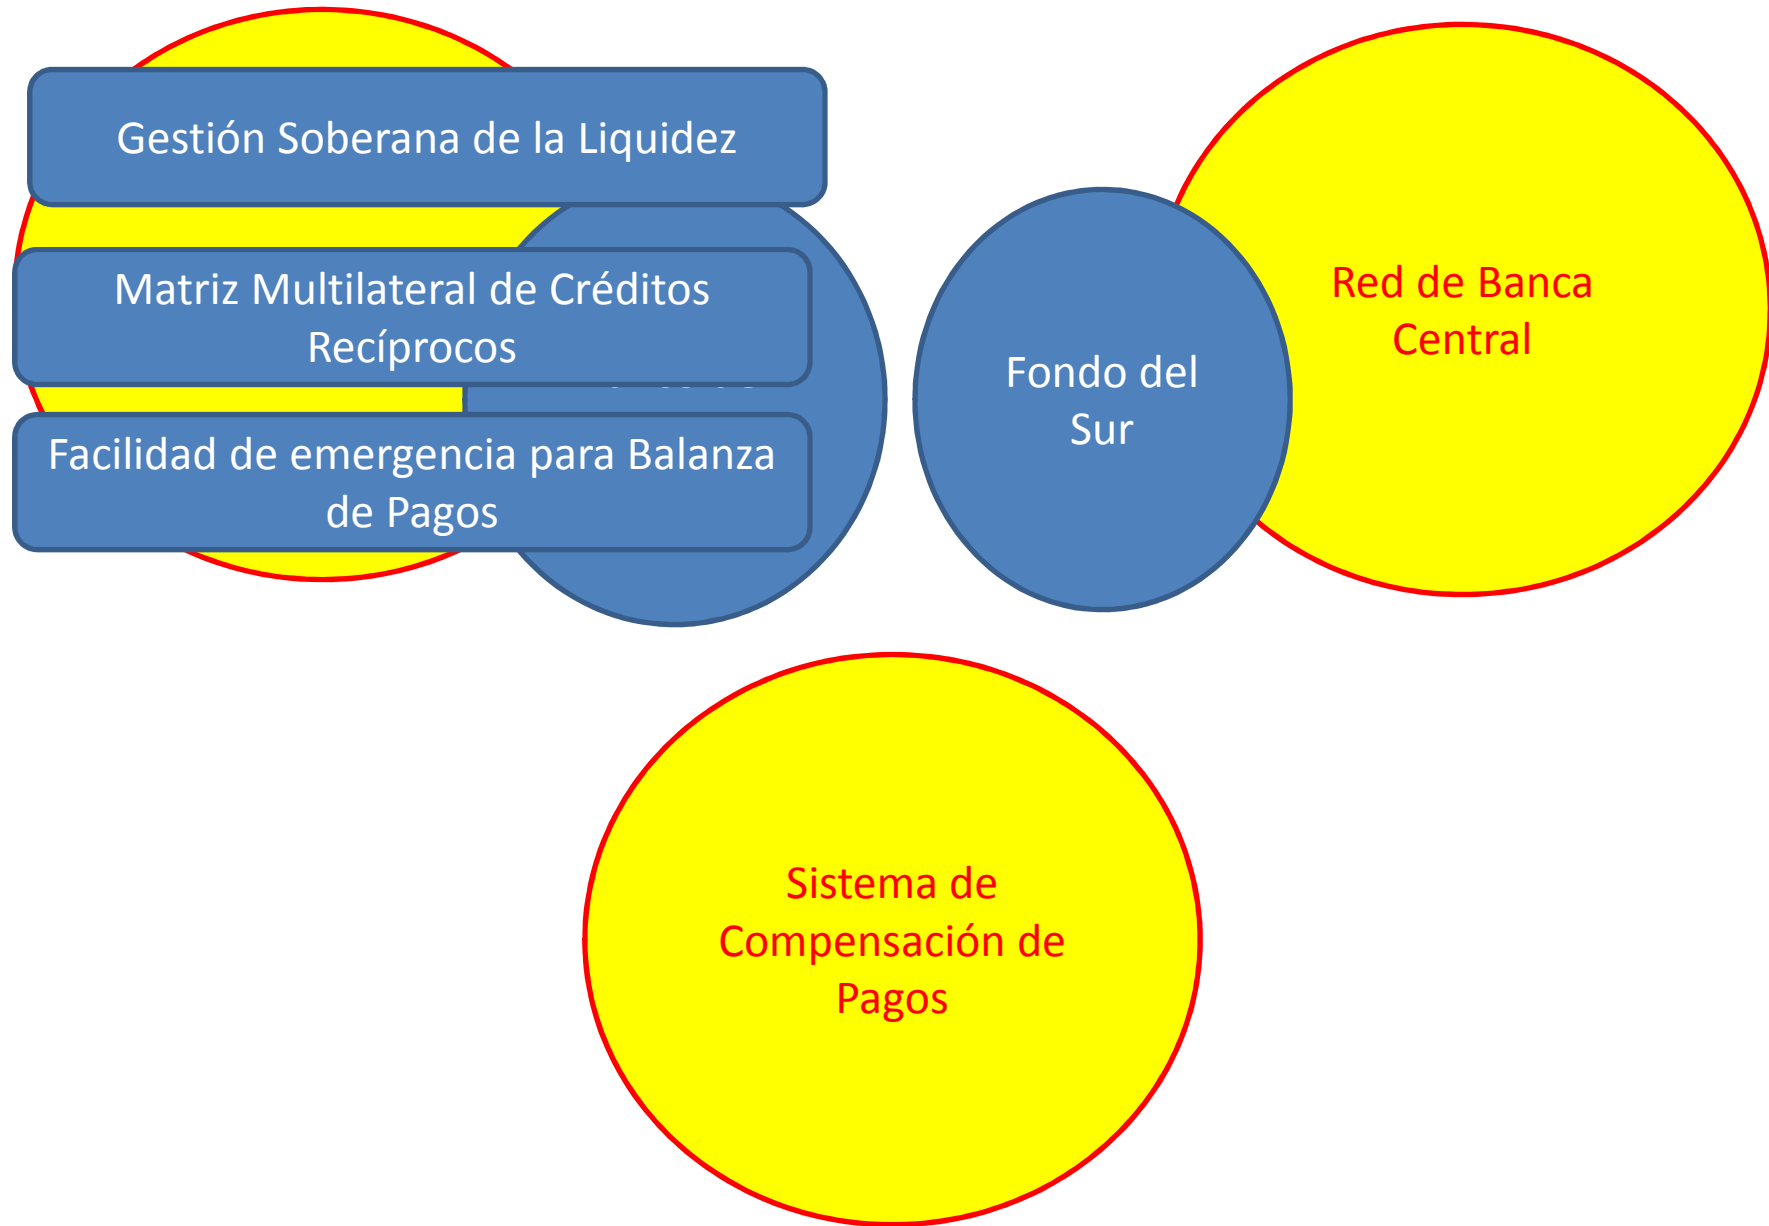 Gestión Soberana de la Liquidez
Matriz Multilateral de Créditos
Recíprocos
Facilidad de emergencia para Balanza
de Pagos
Fondo del
Sur
Red de Banca
Central
Sistema de
Compensación de
Pagos